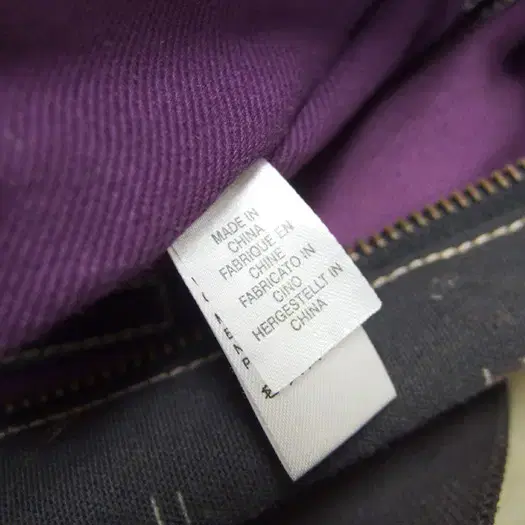 MADE IN
CHINA
FABRIQUE EN
CHINE
FABRICATO IN
CINO
HERGESTELLT IN
CHINA